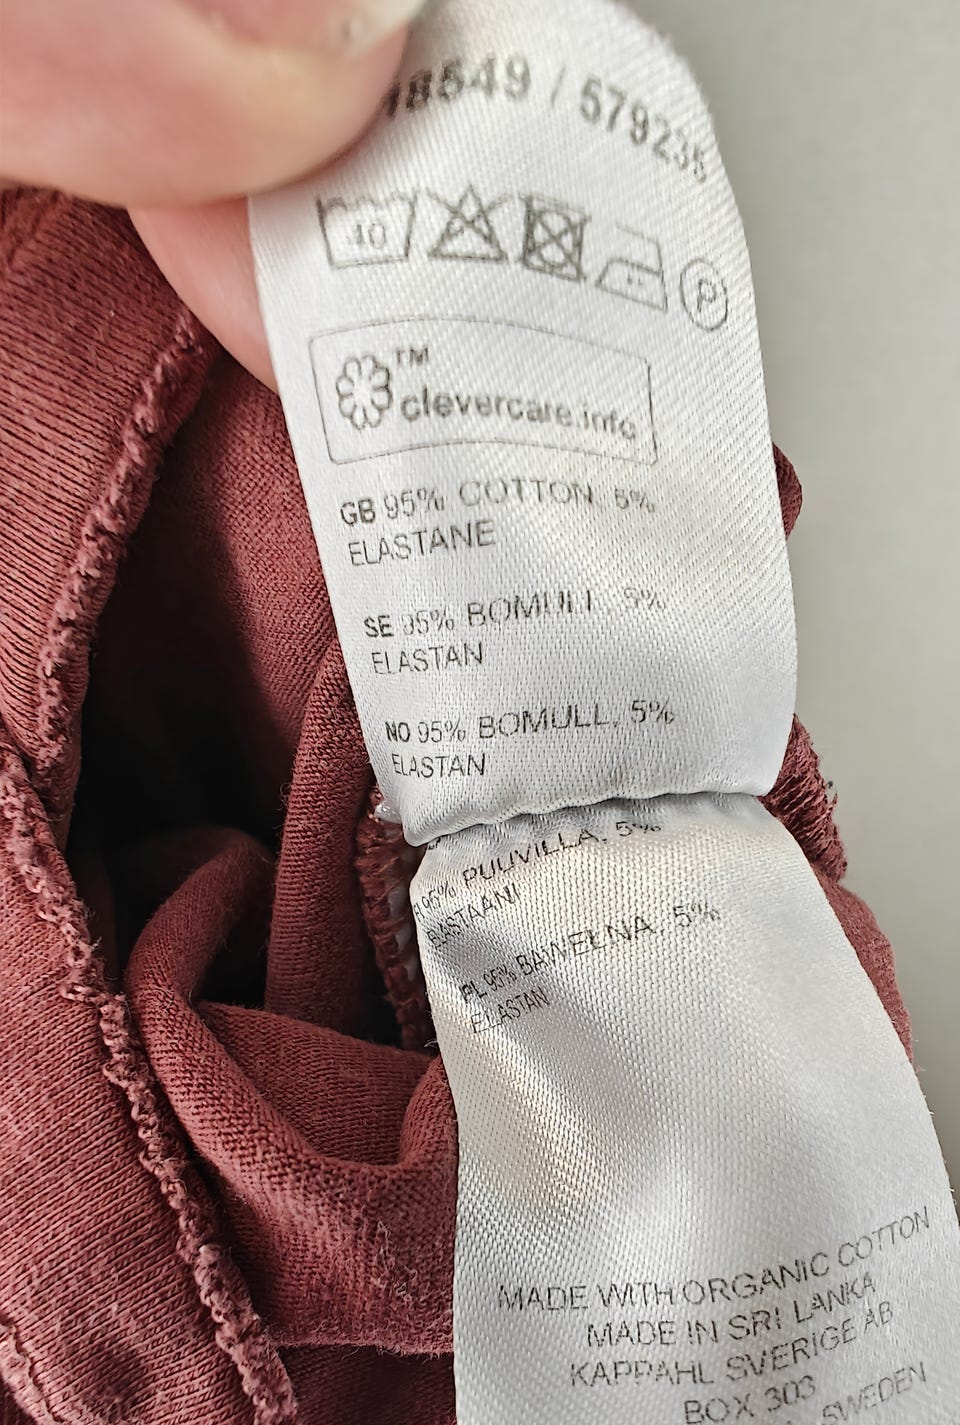 18549 / 579235
40
P
TM
clevercare.info
GB 95% COTTON, 5%
ELASTANE
SE 95% BOMULL, 5%
ELASTAN
NO 95% BOMULL, 5%
ELASTAN
95% PUUVILLA, 5%
ELASTAANI
PL 95% BAWEŁNA, 5%
ELASTAN
MADE WITH ORGANIC COTTON
MADE IN SRI LANKA
KAPPAHL SVERIGE AB
BOX 303
SWEDEN